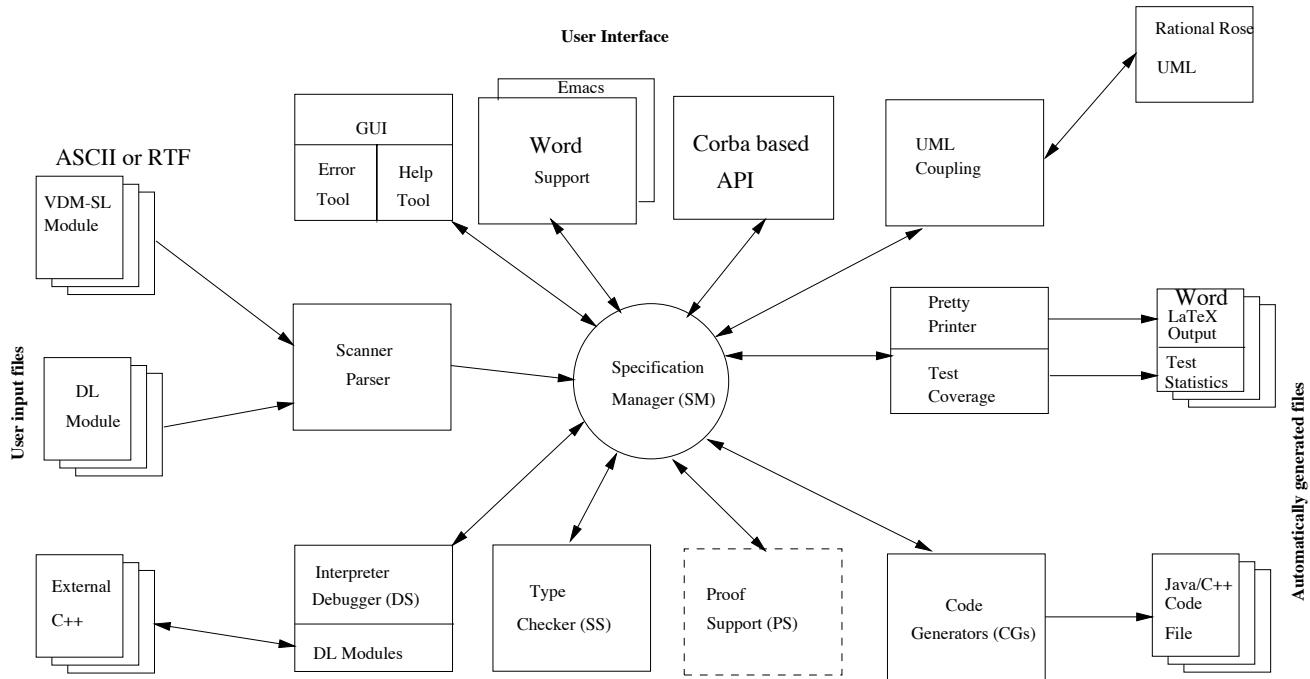 User Interface
Rational Rose
UML
Emacs
GUI
Error
Tool
Help
Tool
Word
Support
Corba based
API
UML
Coupling
ASCII or RTF
VDM-SL
Module
User input files
DL
Module
Scanner
Parser
Specification
Manager (SM)
Pretty
Printer
Test
Coverage
Word
LaTeX
Output
Test
Statistics
Automatically generated files
External
C++
Interpreter
Debugger (DS)
DL Modules
Type
Checker (SS)
Proof
Support (PS)
Code
Generators (CGs)
Java/C++
Code
File